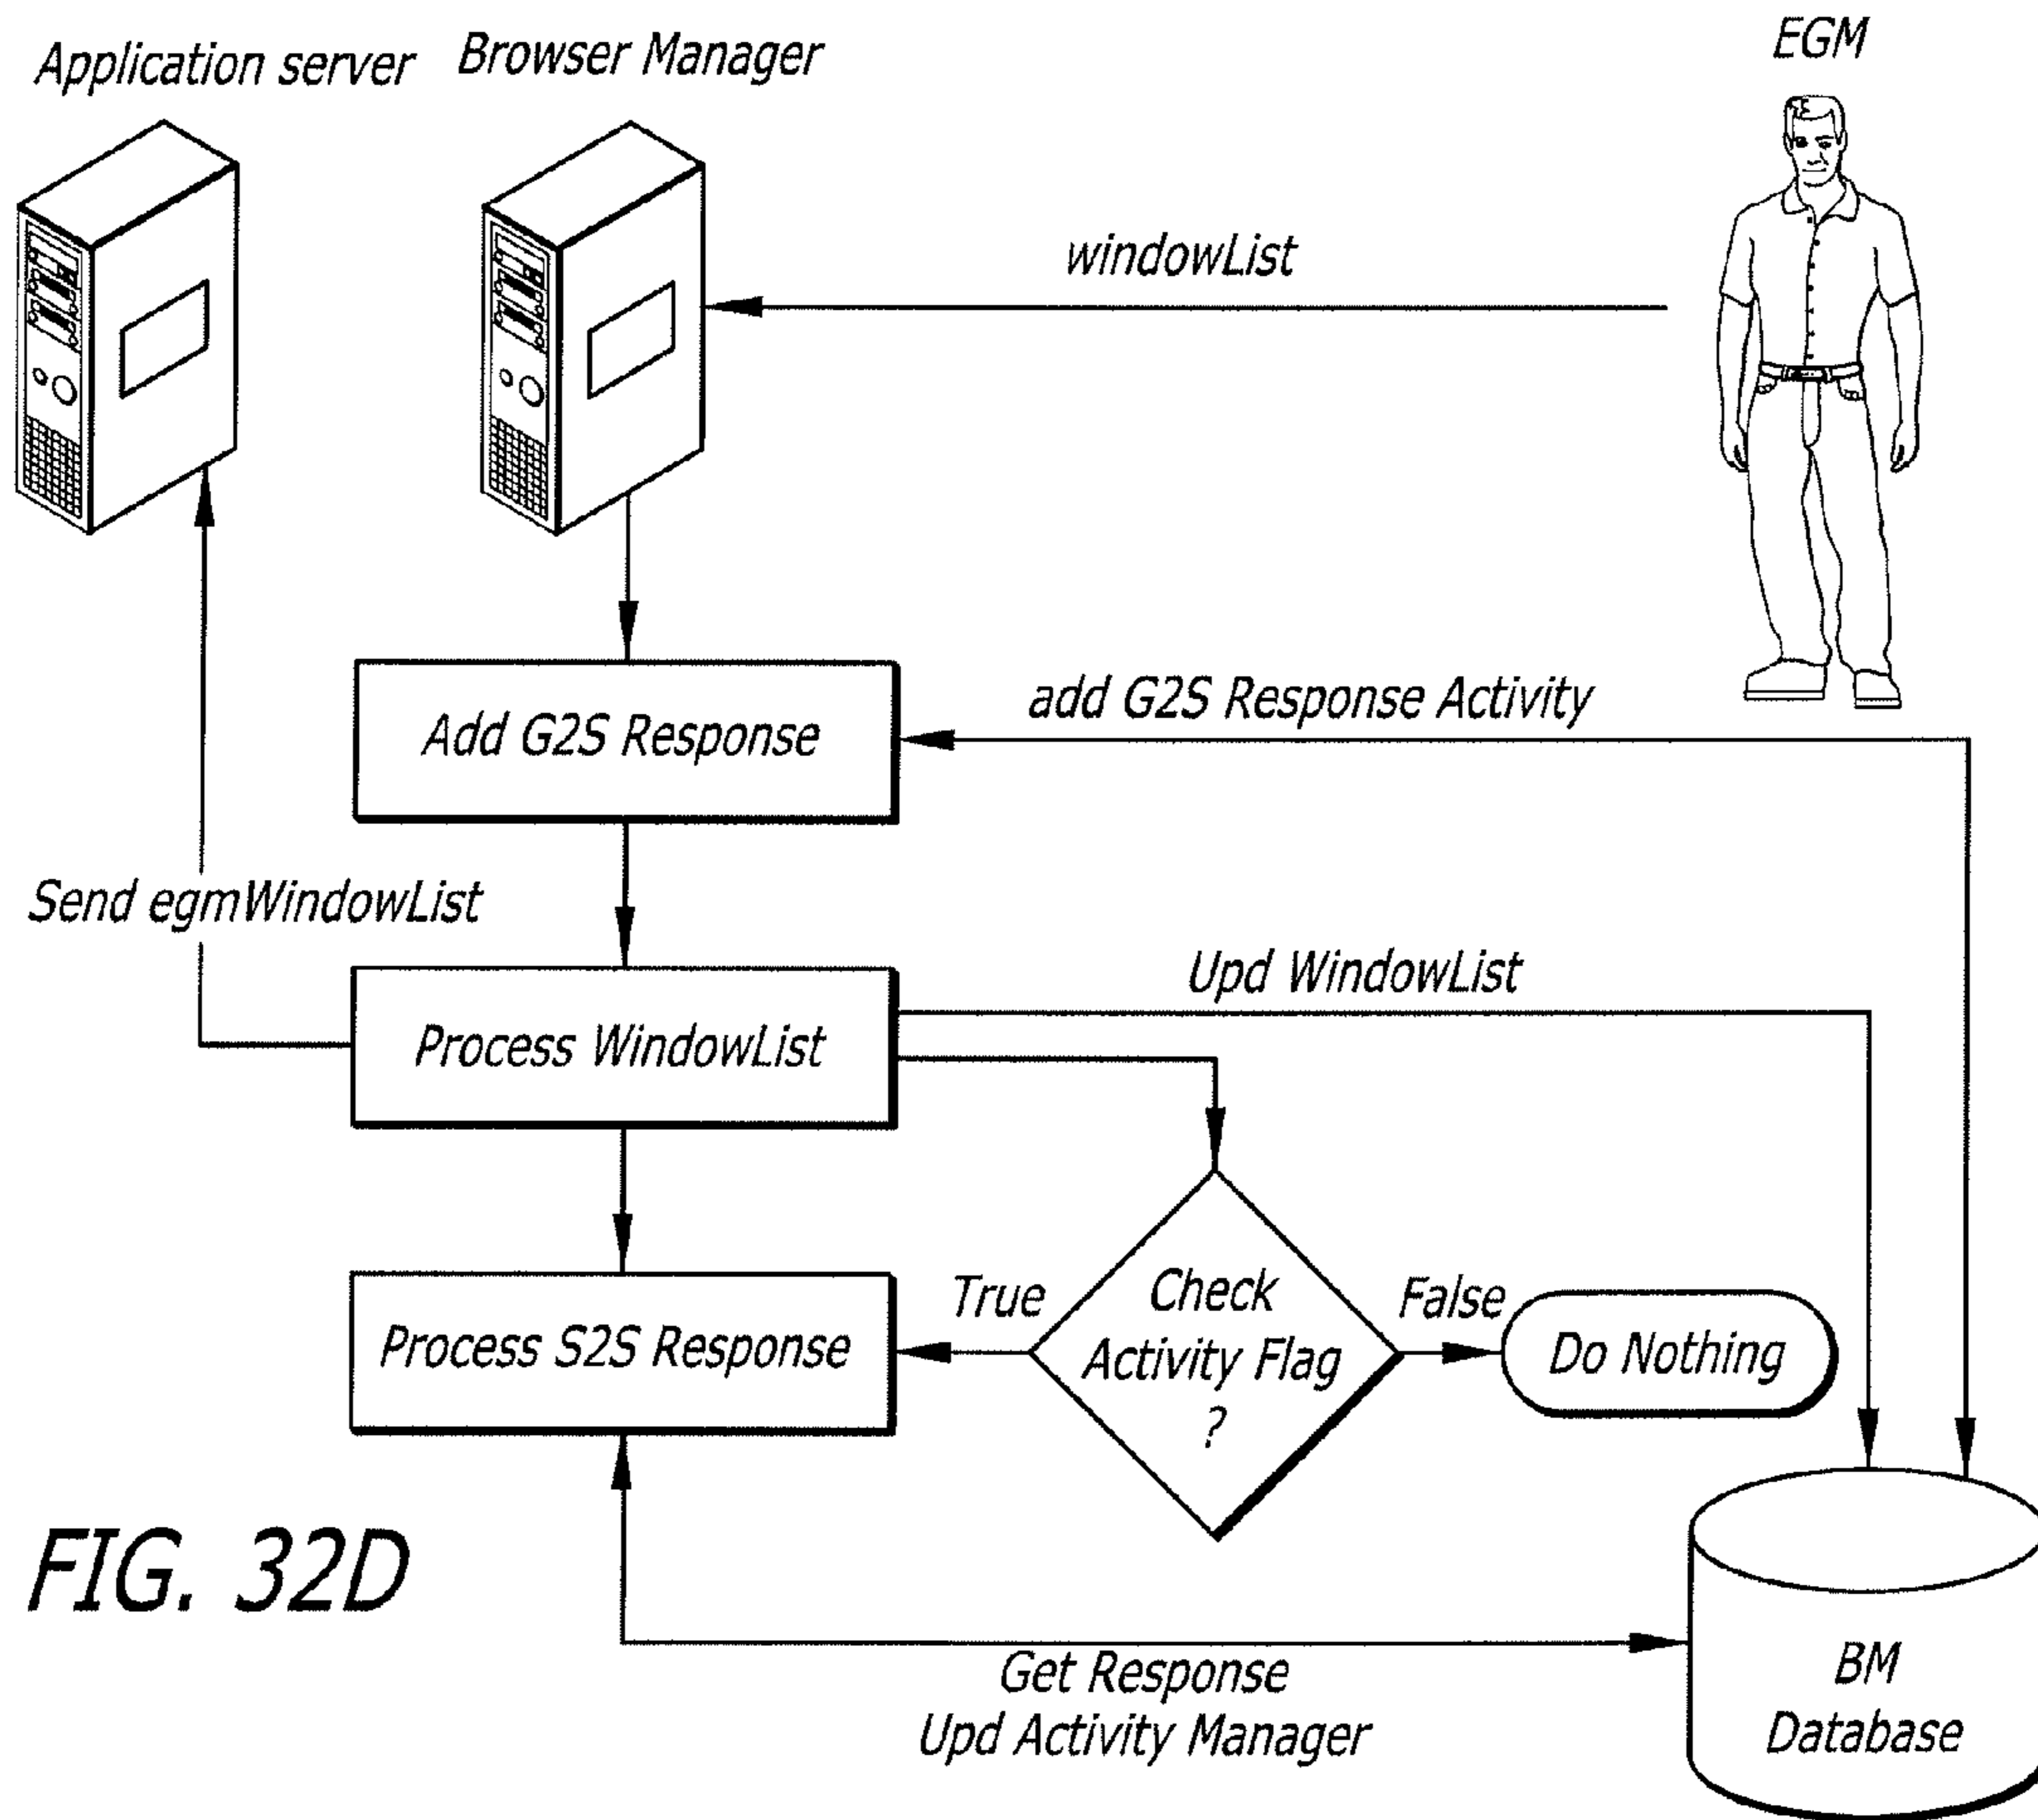 Application server
Browser Manager
EGM
windowList
add G2S Response Activity
Add G2S Response
Send egmWindowList
Upd WindowList
Process WindowList
True
Check
Activity Flag
?
False
Do Nothing
Process S2S Response
FIG. 32D
Get Response
Upd Activity Manager
BM
Database